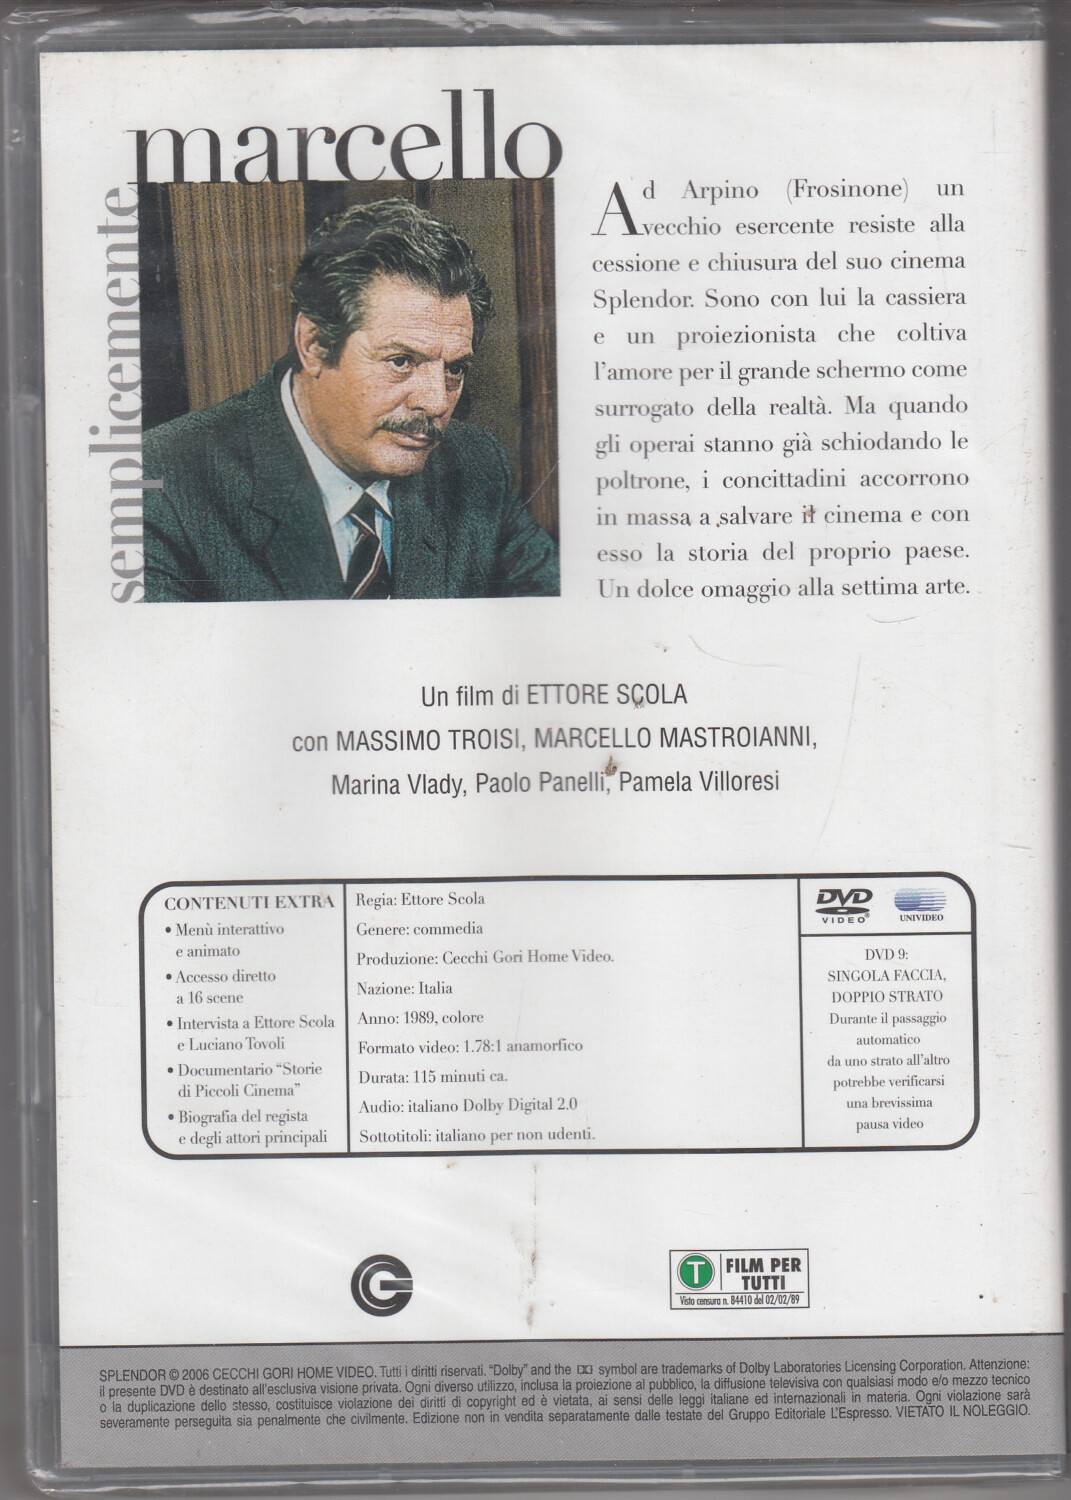 marcello
semplicemente
Ad Arpino (Frosinone) un
vecchio esercente resiste alla
cessione e chiusura del suo cinema
Splendor. Sono con lui la cassiera
e un proiezionista che coltiva
l'amore per il grande schermo come
surrogato della realtà. Ma quando
gli operai stanno già schiodando le
poltrone, i concittadini accorrono
in massa a salvare il cinema e con
esso la storia del proprio paese.
Un dolce omaggio alla settima arte.
Un film di ETTORE SCOLA
con MASSIMO TROISI, MARCELLO MASTROIANNI,
Marina Vlady, Paolo Panelli, Pamela Villoresi
CONTENUTI EXTRA
• Menù interattivo
e animato
• Accesso diretto
a 16 scene
• Intervista a Ettore Scola
e Luciano Tovoli
• Documentario “Storie
di Piccoli Cinema”
• Biografia del regista
e degli attori principali
Regia: Ettore Scola
Genere: commedia
Produzione: Cecchi Gori Home Video.
Nazione: Italia
Anno: 1989, colore
Formato video: 1.78:1 anamorfico
Durata: 115 minuti ca.
Audio: italiano Dolby Digital 2.0
Sottotitoli: italiano per non udenti.
DVD
VIDEO®
UNIVIDEO
DVD 9:
SINGOLA FACCIA,
DOPPIO STRATO
Durante il passaggio
automatico
da uno strato all'altro
potrebbe verificarsi
una brevissima
pausa video
T FILM PER
TUTTI
Visto censura n. 84410 del 02/02/89
SPLENDOR © 2006 CECCHI GORI HOME VIDEO. Tutti i diritti riservati. “Dolby” and the symbol are trademarks of Dolby Laboratories Licensing Corporation. Attenzione:
il presente DVD è destinato all'esclusiva visione privata. Ogni diverso utilizzo, inclusa la proiezione al pubblico, la diffusione televisiva con qualsiasi modo e/o mezzo tecnico
o la duplicazione dello stesso, costituisce violazione dei diritti di copyright ed è vietata, ai sensi delle leggi italiane ed internazionali in materia. Ogni violazione sarà
severamente perseguita sia penalmente che civilmente. Edizione non in vendita separatamente dalle testate del Gruppo Editoriale L'Espresso. VIETATO IL NOLEGGIO.